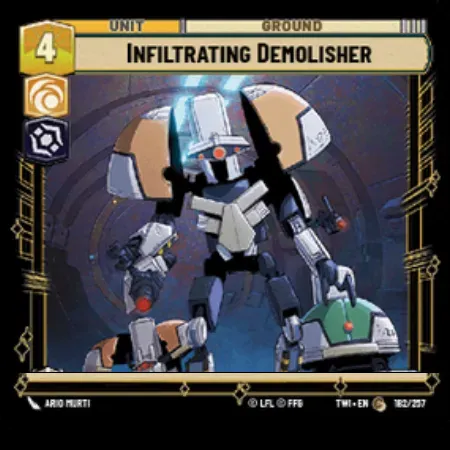 UNIT GROUND
4 INFILTRATING DEMOLISHER
ARIO MURTI © LFL © FFG TWI • EN C 182/257